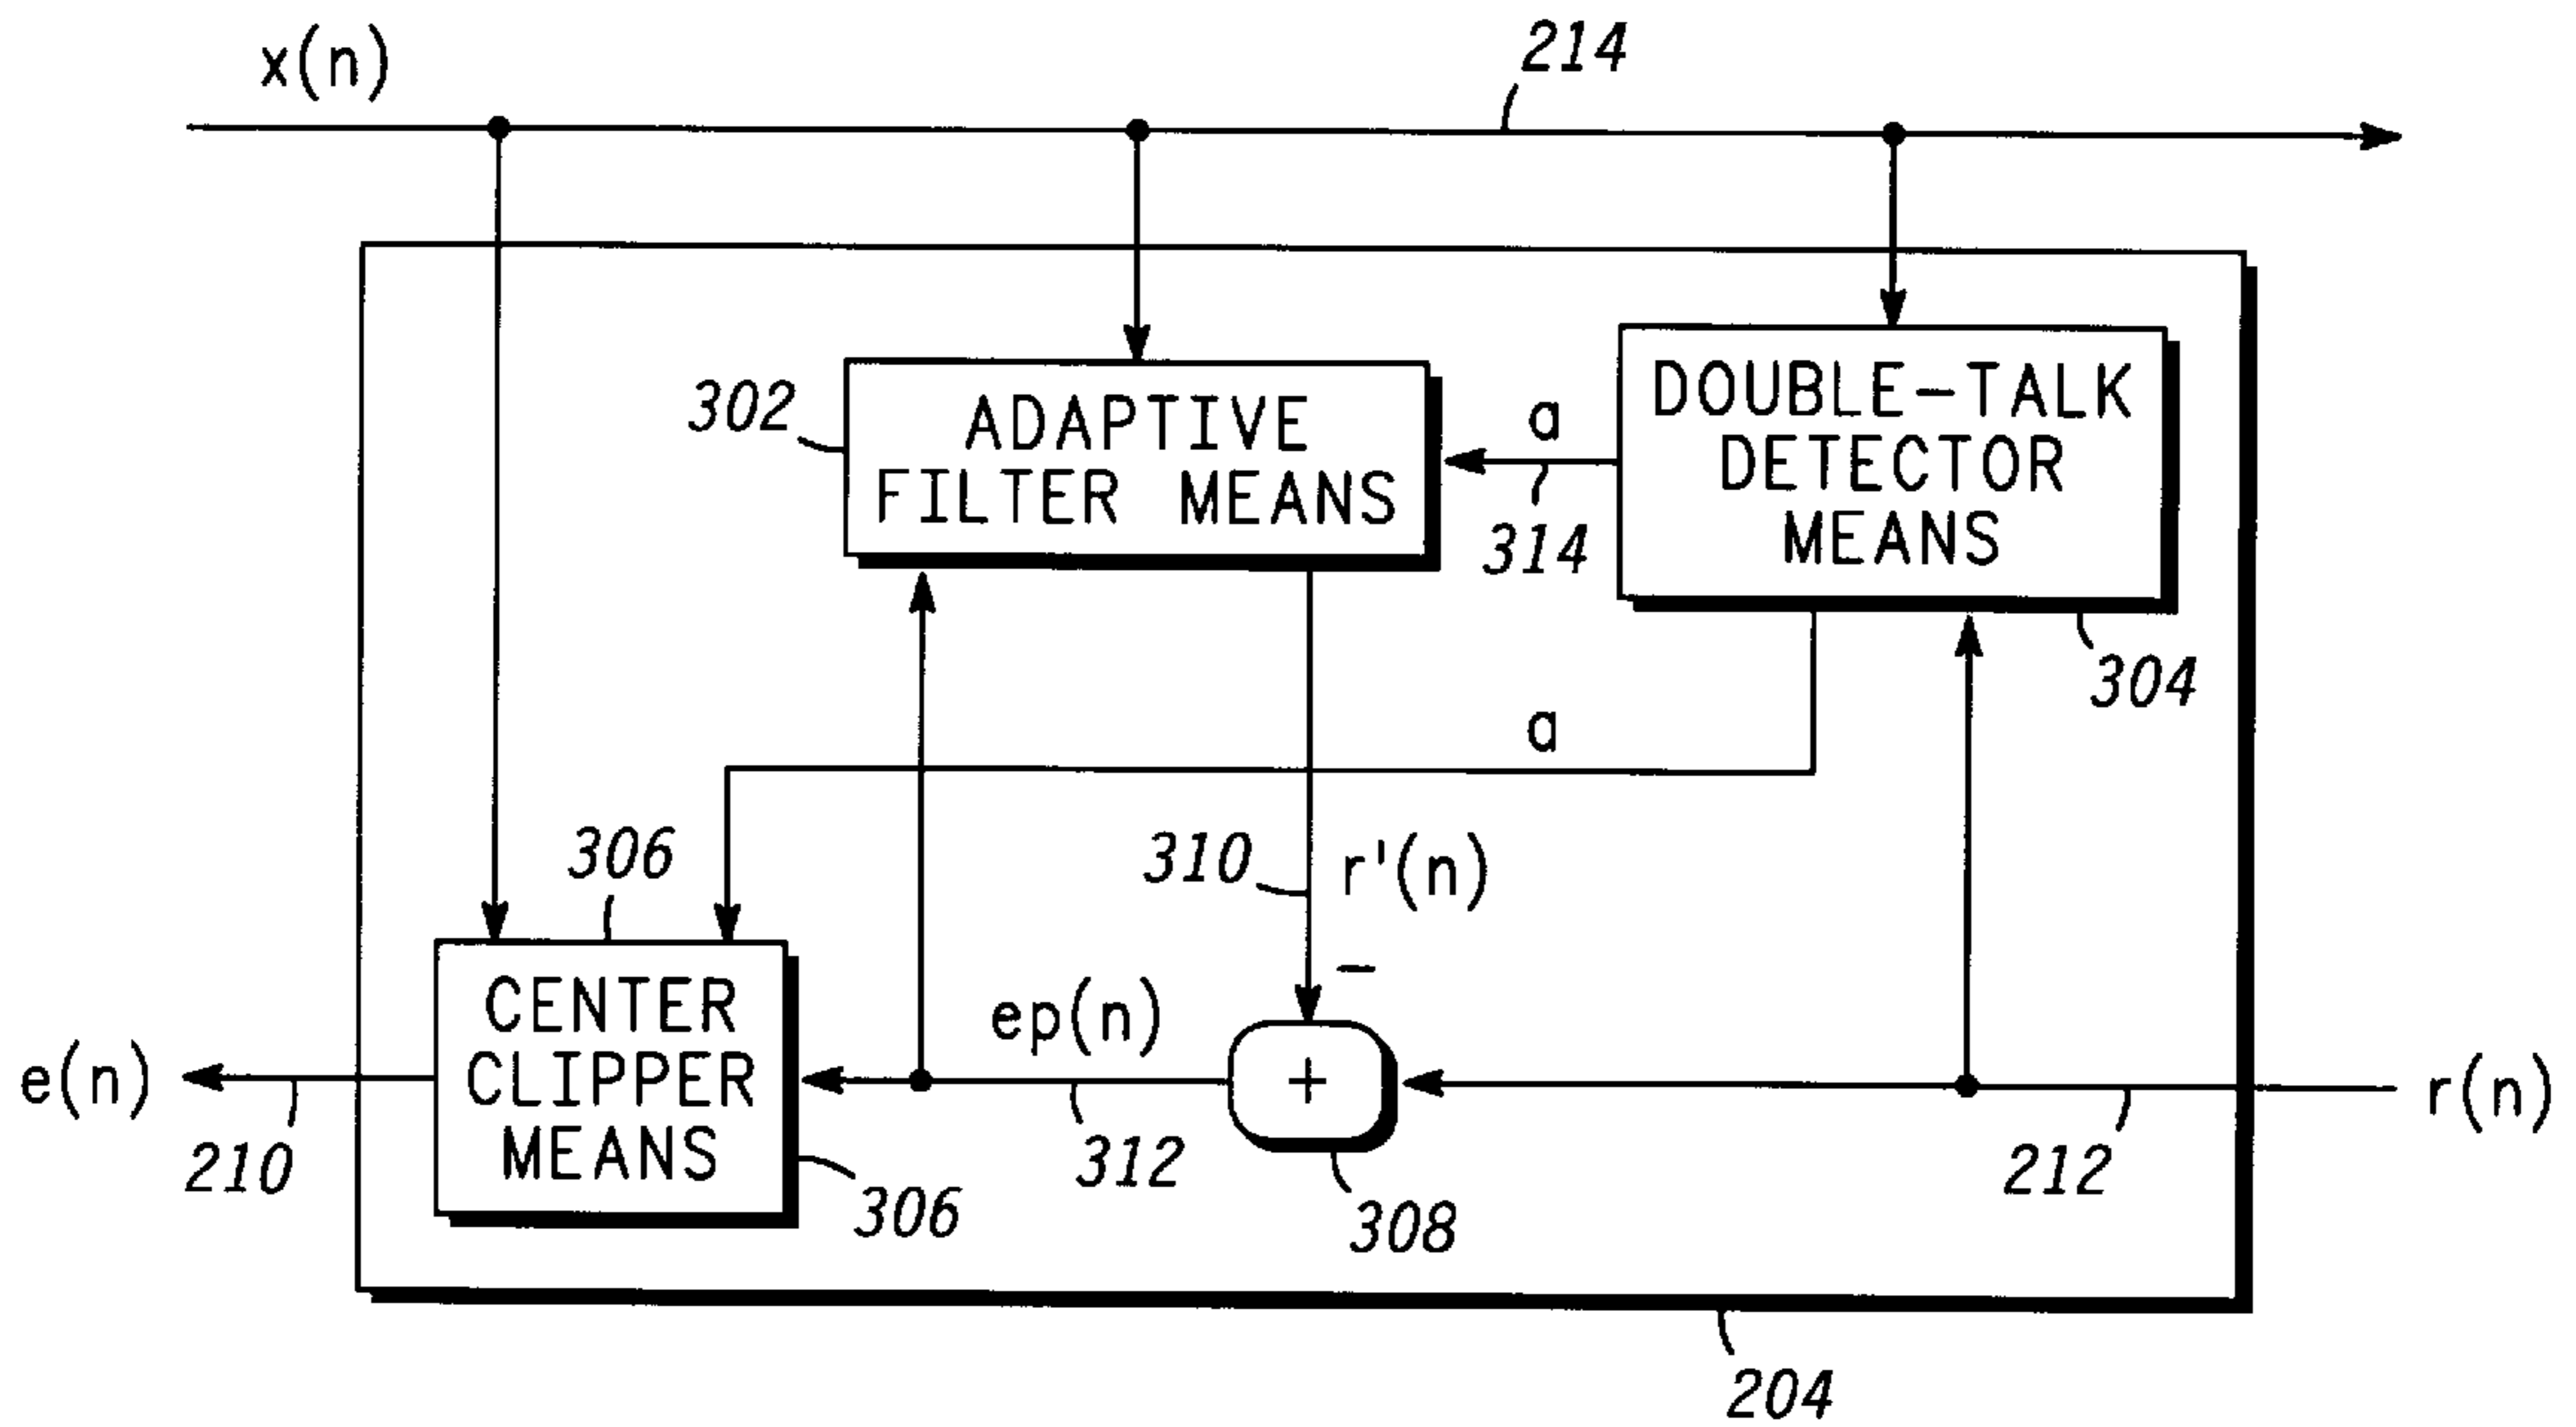 214
x(n)
302
ADAPTIVE
FILTER MEANS
a
314
DOUBLE-TALK
DETECTOR
MEANS
304
a
306
310
r'(n)
-
CENTER
CLIPPER
MEANS
ep(n)
+
e(n)
r(n)
210
312
212
306
308
204